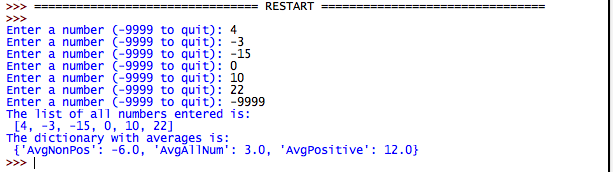 >>> ================================ RESTART ================================
>>>
Enter a number (-9999 to quit): 4
Enter a number (-9999 to quit): -3
Enter a number (-9999 to quit): -15
Enter a number (-9999 to quit): 0
Enter a number (-9999 to quit): 10
Enter a number (-9999 to quit): 22
Enter a number (-9999 to quit): -9999
The list of all numbers entered is:
 [4, -3, -15, 0, 10, 22]
The dictionary with averages is:
 {'AvgNonPos': -6.0, 'AvgAllNum': 3.0, 'AvgPositive': 12.0}
>>>